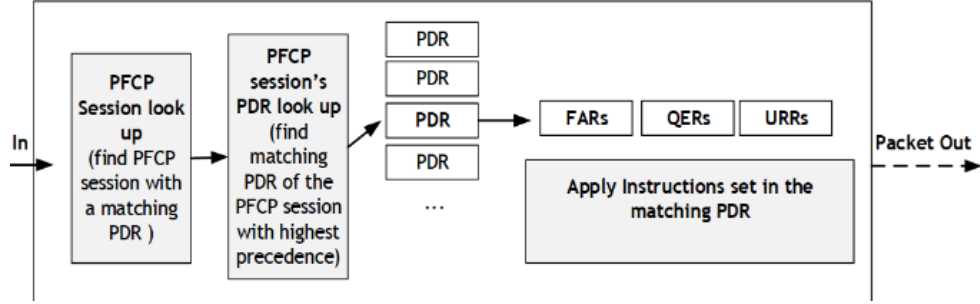 In
PFCP
Session look
up
(find PFCP
session with
a matching
PDR )
PFCP
session's
PDR look up
(find
matching
PDR of the
PFCP session
with highest
precedence)
PDR
PDR
PDR
PDR
...
FARs
QERs
URRs
Apply Instructions set in the
matching PDR
Packet Out